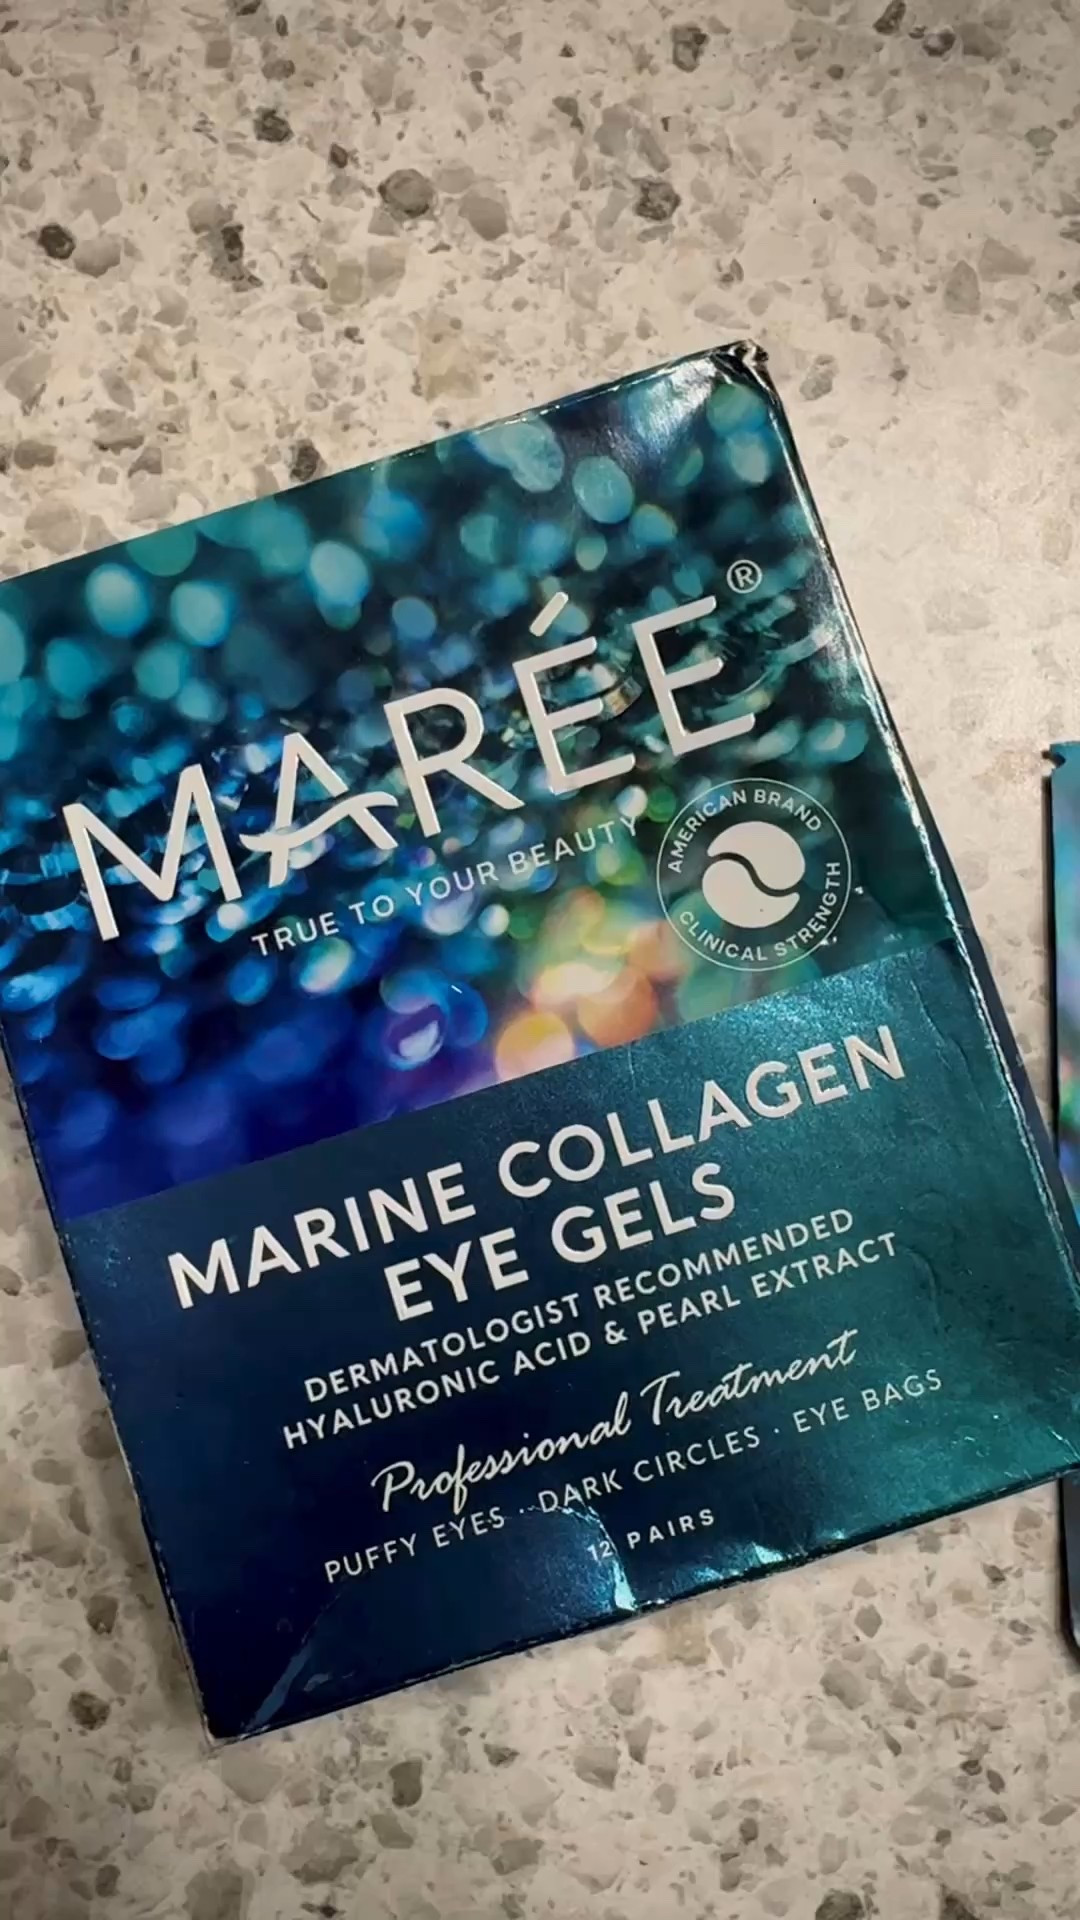 MARÉE®
TRUE TO YOUR BEAUTY
AMERICAN BRAND
CLINICAL STRENGTH
MARINE COLLAGEN
EYE GELS
DERMATOLOGIST RECOMMENDED
HYALURONIC ACID & PEARL EXTRACT
Professional Treatment
PUFFY EYES · DARK CIRCLES · EYE BAGS
12 PAIRS